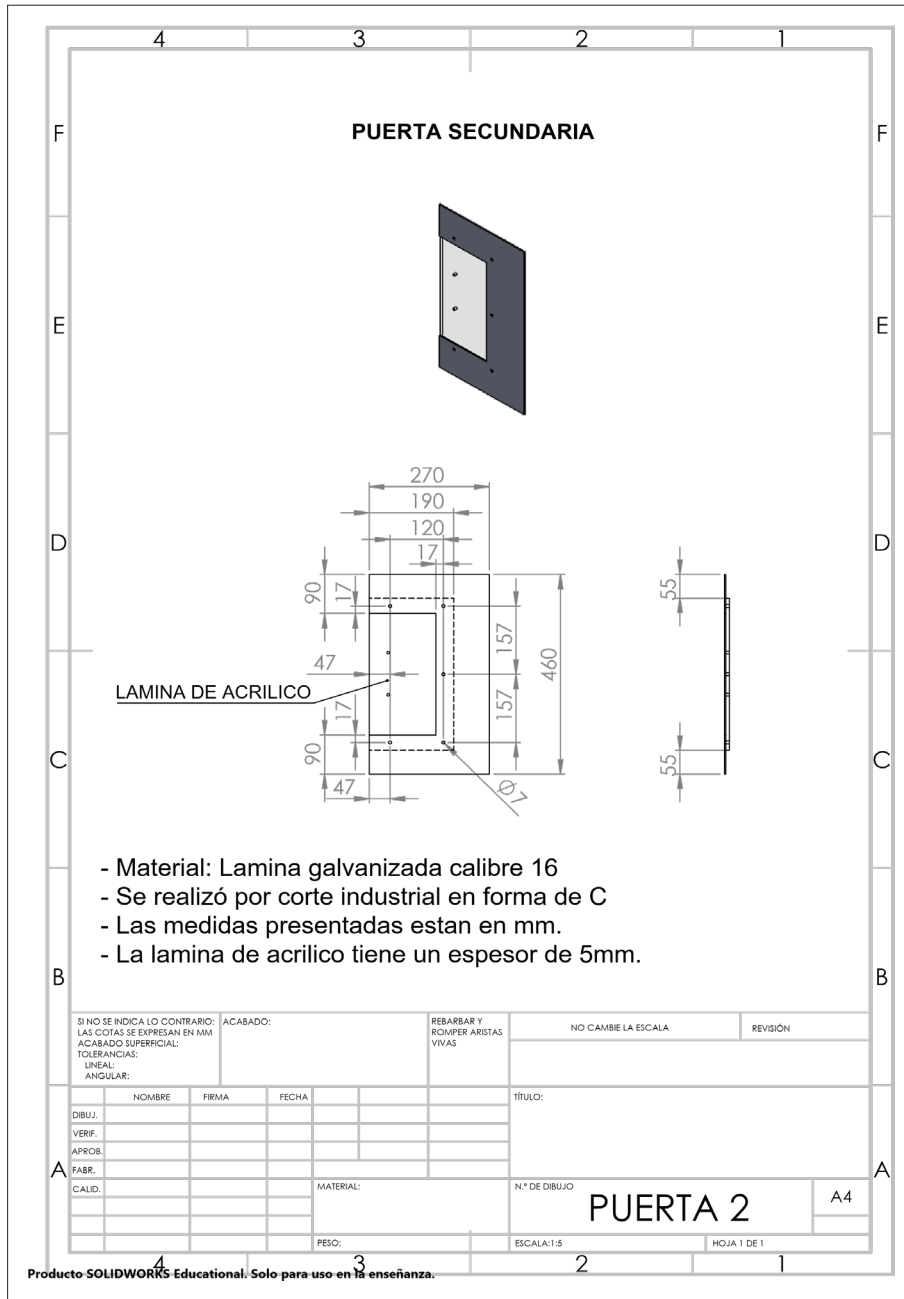 4 3 2 1
F F
PUERTA SECUNDARIA
E E
270
190
120
17
D D
90 17 55
157
47 460
LAMINA DE ACRILICO
17 157
C C
90 55
47 Ø7
- Material: Lamina galvanizada calibre 16
- Se realizó por corte industrial en forma de C
- Las medidas presentadas estan en mm.
- La lamina de acrilico tiene un espesor de 5mm.
B B
SI NO SE INDICA LO CONTRARIO:
LAS COTAS SE EXPRESAN EN MM
ACABADO SUPERFICIAL:
TOLERANCIAS:
LINEAL:
ANGULAR:
ACABADO:
REBARBAR Y
ROMPER ARISTAS
VIVAS
NO CAMBIE LA ESCALA
REVISIÓN
NOMBRE FIRMA FECHA
TÍTULO:
DIBUJ.
VERIF.
APROB.
FABR.
A A
CALID.
MATERIAL:
N.º DE DIBUJO
PUERTA 2
A4
PESO:
ESCALA:1:5
HOJA 1 DE 1
4 3 2 1
Producto SOLIDWORKS Educational. Solo para uso en la enseñanza.